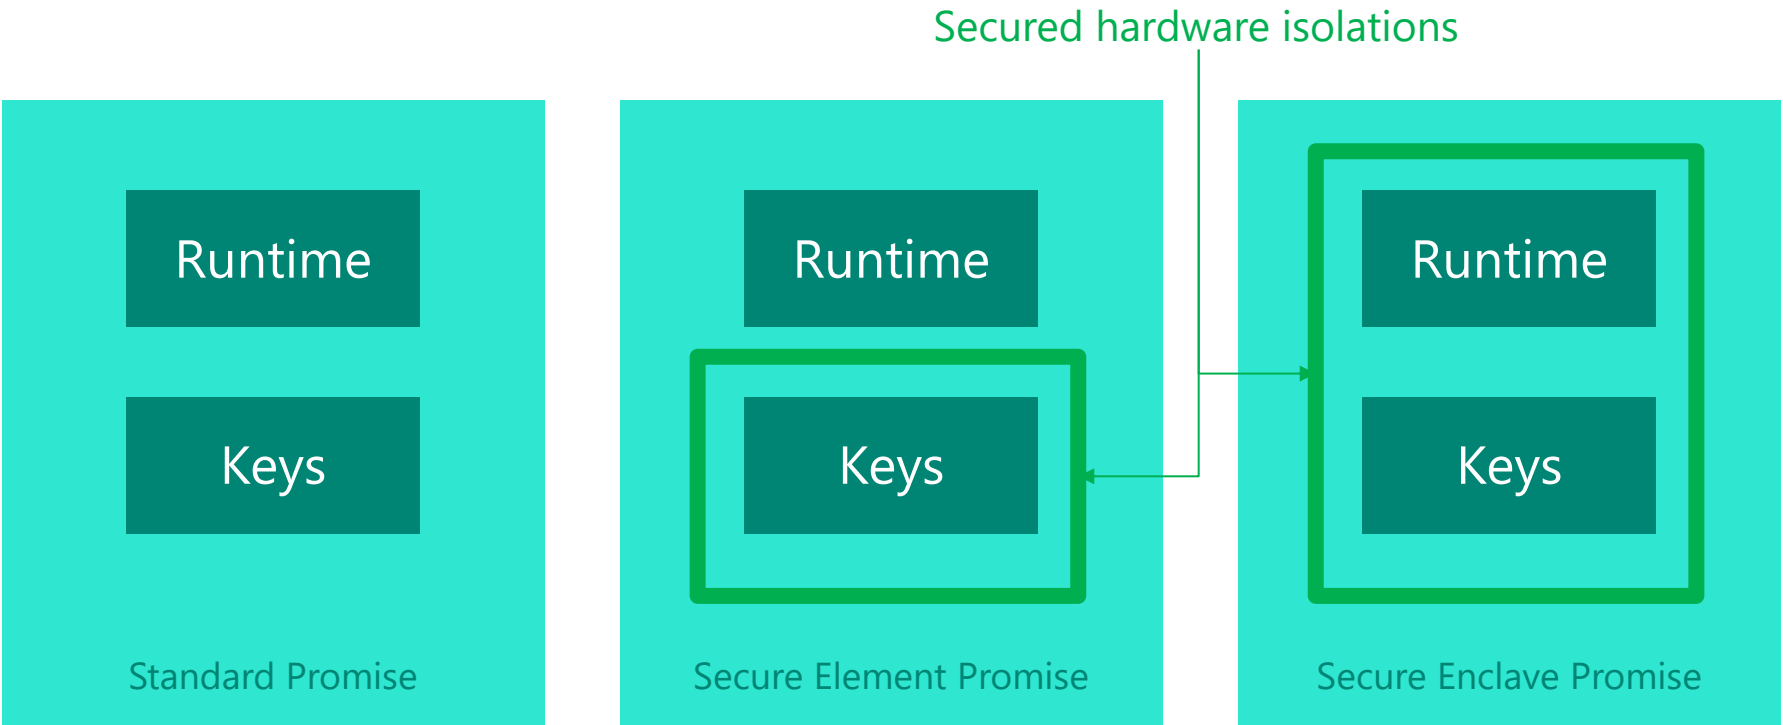 Secured hardware isolations
Runtime
Keys
Standard Promise
Runtime
Keys
Secure Element Promise
Runtime
Keys
Secure Enclave Promise